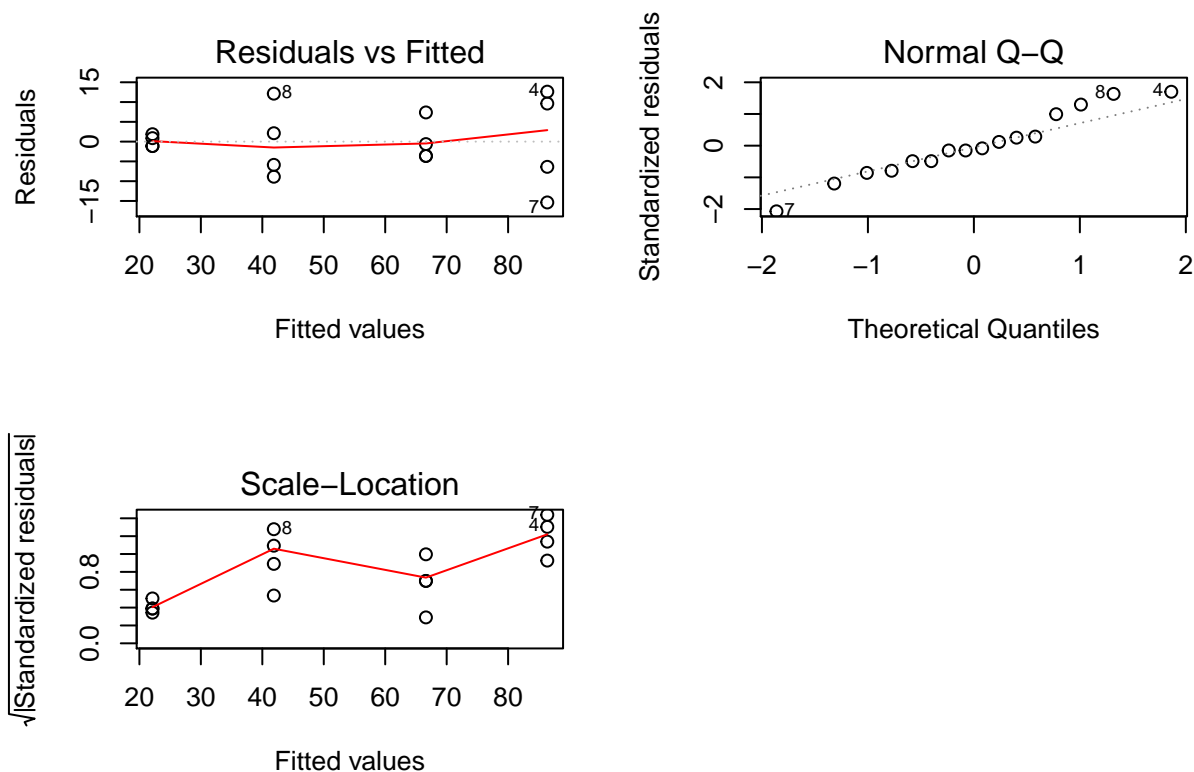 Residuals vs Fitted
Residuals
15
0
−15
8
4
7
20 30 40 50 60 70 80
Fitted values
Normal Q−Q
Standardized residuals
2
0
−2
8
4
7
−2 −1 0 1 2
Theoretical Quantiles
Scale−Location
√|Standardized residuals|
0.8
0.0
8
7
4
20 30 40 50 60 70 80
Fitted values